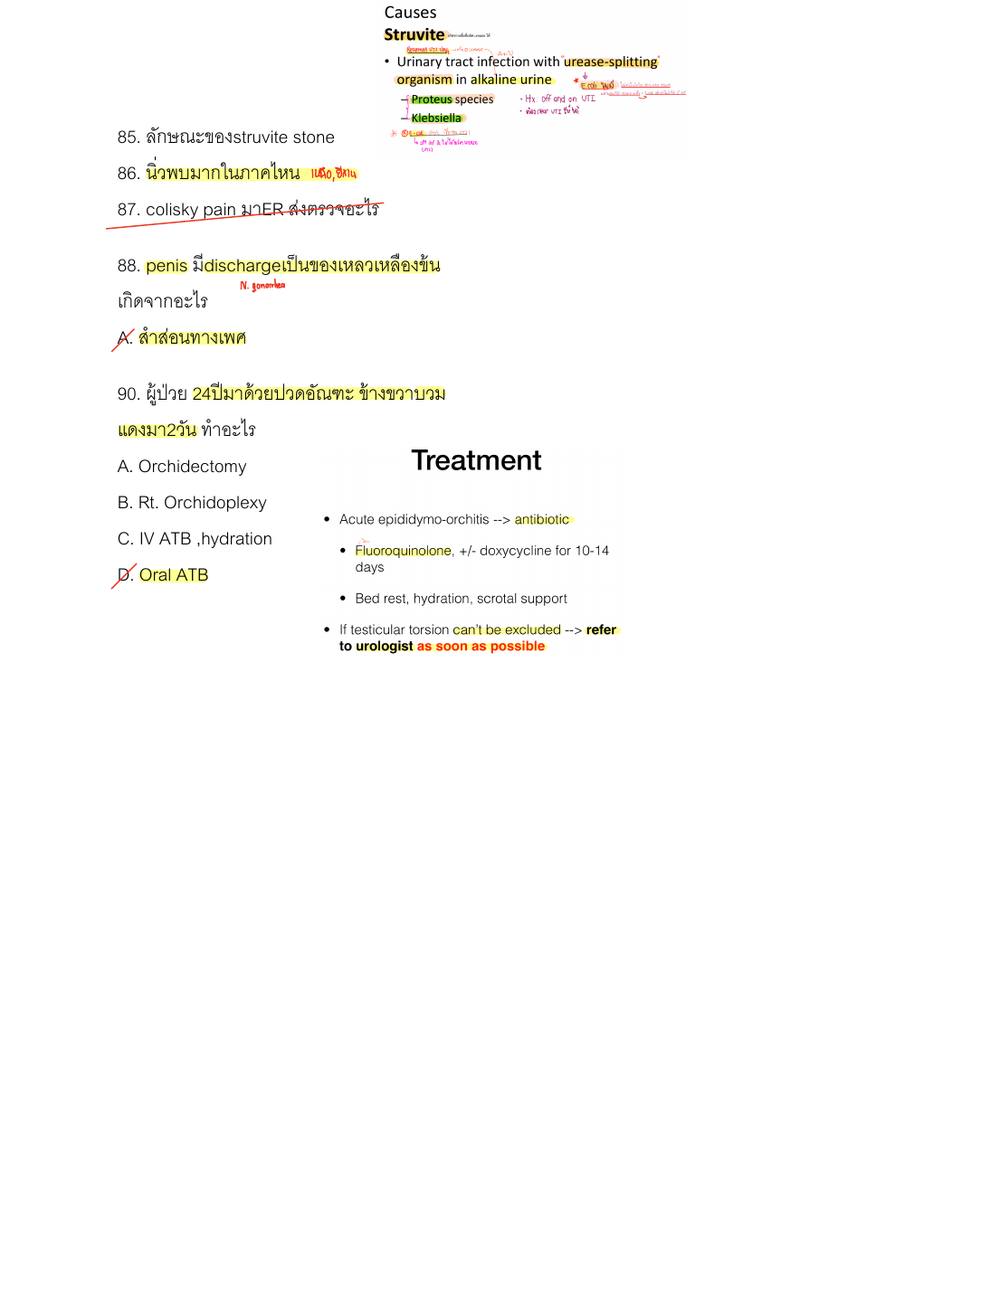 Causes
Struvite
• Urinary tract infection with "urease-splitting"
organism in alkaline urine
E.coli ไม่มี
– Proteus species
• Hx. off and on UTI
– Klebsiella
85. ลักษณะของstruvite stone
86. นิ่วพบมากในภาคไหน เหนือ,อีสาน
87. colisky pain มาER ส่งตรวจอะไร
88. penis มีdischargeเป็นของเหลวเหลืองข้น
N. gonorrhea
เกิดจากอะไร
A. สำส่อนทางเพศ
90. ผู้ป่วย 24ปีมาด้วยปวดอัณฑะ ข้างขวาบวม
แดงมา2วัน ทำอะไร
A. Orchidectomy
B. Rt. Orchidoplexy
C. IV ATB ,hydration
D. Oral ATB
Treatment
• Acute epididymo-orchitis --> antibiotic
• Fluoroquinolone, +/- doxycycline for 10-14
days
• Bed rest, hydration, scrotal support
• If testicular torsion can't be excluded --> refer
to urologist as soon as possible